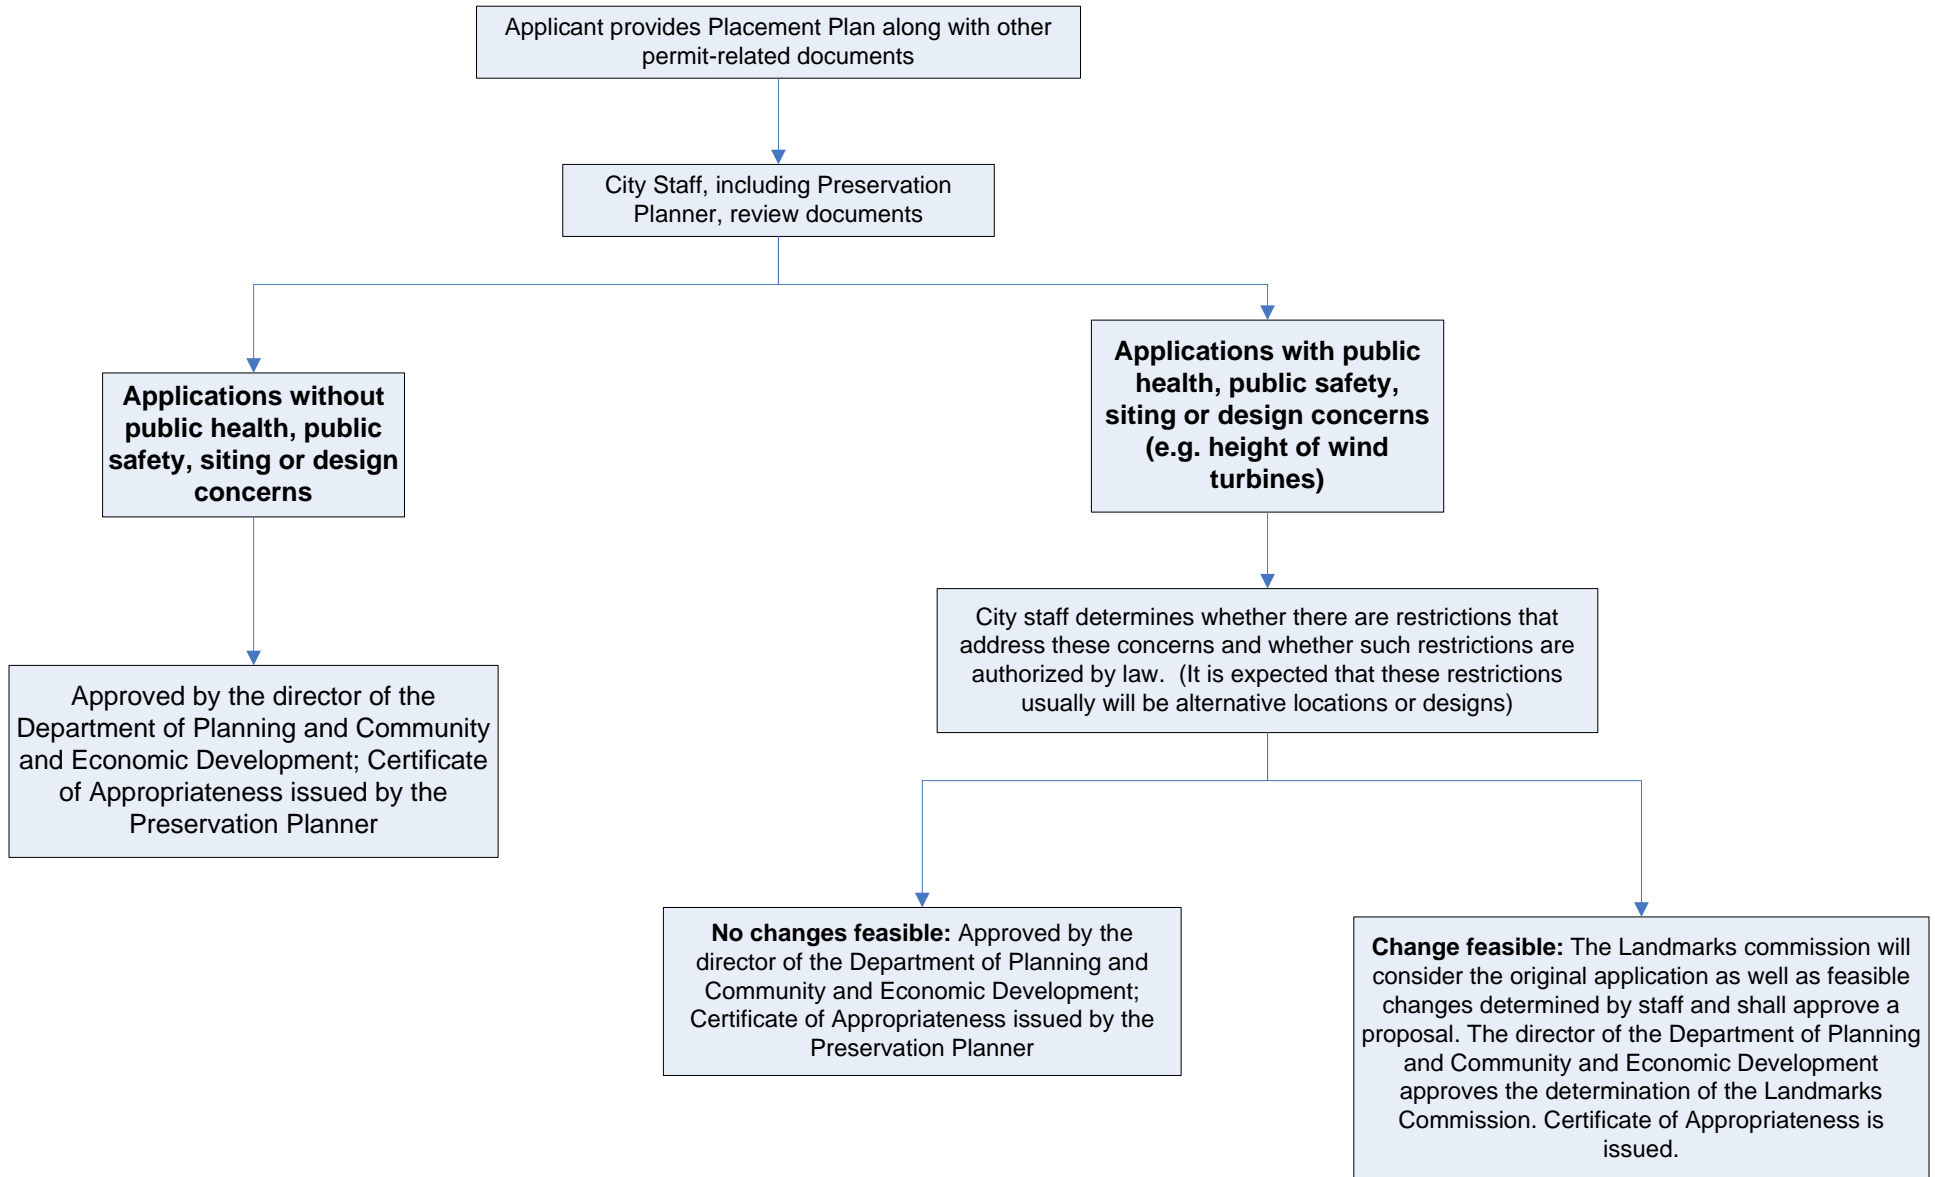 Applicant provides Placement Plan along with other
permit-related documents
City Staff, including Preservation
Planner, review documents
Applications without
public health, public
safety, siting or design
concerns
Applications with public
health, public safety,
siting or design concerns
(e.g. height of wind
turbines)
City staff determines whether there are restrictions that
address these concerns and whether such restrictions are
authorized by law.  (It is expected that these restrictions
usually will be alternative locations or designs)
Approved by the director of the
Department of Planning and Community
and Economic Development; Certificate
of Appropriateness issued by the
Preservation Planner
No changes feasible: Approved by the
director of the Department of Planning and
Community and Economic Development;
Certificate of Appropriateness issued by the
Preservation Planner
Change feasible: The Landmarks commission will
consider the original application as well as feasible
changes determined by staff and shall approve a
proposal. The director of the Department of Planning
and Community and Economic Development
approves the determination of the Landmarks
Commission. Certificate of Appropriateness is
issued.